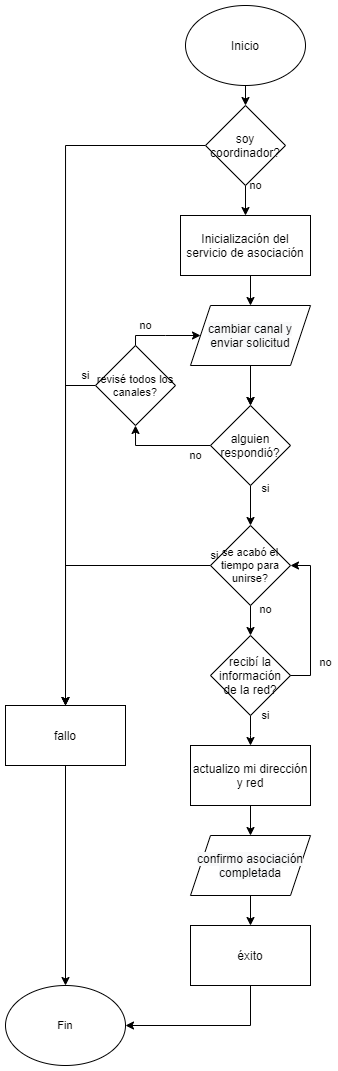 Inicio
soy
coordinador?
no
Inicialización del
servicio de asociación
cambiar canal y
enviar solicitud
no
si
revisé todos los
canales?
alguien
respondió?
no
si
si
se acabó el
tiempo para
unirse?
no
recibí la
información
de la red?
no
si
fallo
actualizo mi dirección
y red
confirmo asociación
completada
éxito
Fin